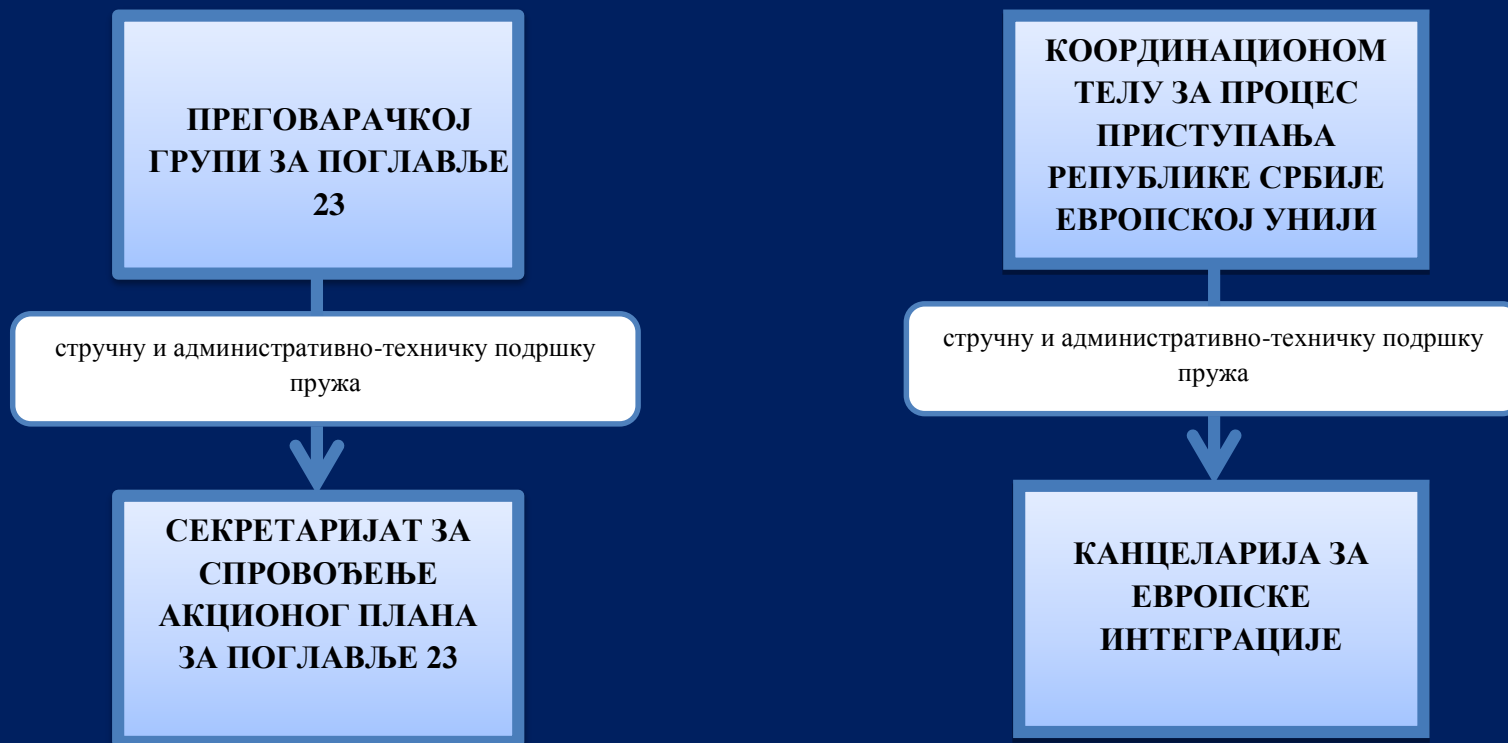 ПРЕГОВАРАЧКОЈ
ГРУПИ ЗА ПОГЛАВЉЕ
23
стручну и административно-техничку подршку
пружа
СЕКРЕТАРИЈАТ ЗА
СПРОВОЂЕЊЕ
АКЦИОНОГ ПЛАНА
ЗА ПОГЛАВЉЕ 23
КООРДИНАЦИОНОМ
ТЕЛУ ЗА ПРОЦЕС
ПРИСТУПАЊА
РЕПУБЛИКЕ СРБИЈЕ
ЕВРОПСКОЈ УНИЈИ
стручну и административно-техничку подршку
пружа
КАНЦЕЛАРИЈА ЗА
ЕВРОПСКЕ
ИНТЕГРАЦИЈЕ